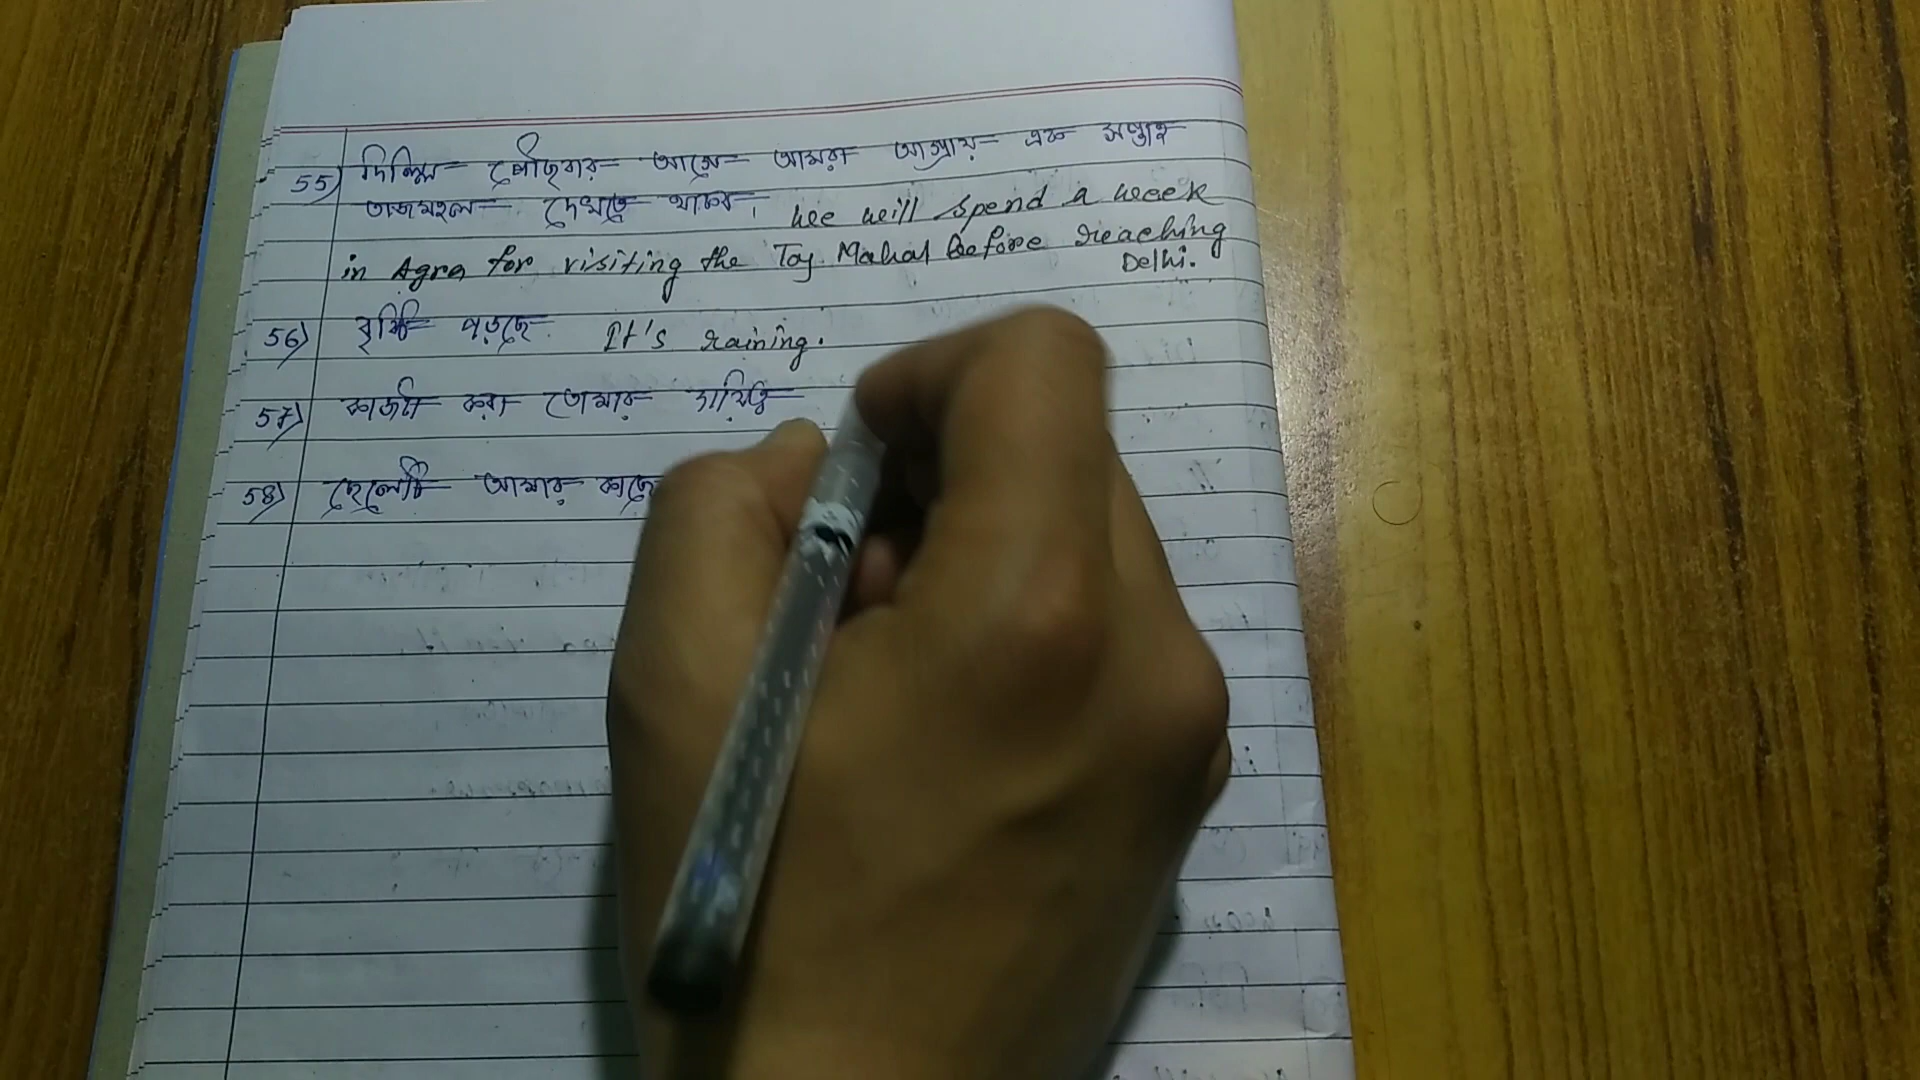 55) দিল্লি পৌঁছবার আগে আমরা আগ্রায় এক সপ্তাহ
তাজমহল দেখতে থাকব। We will spend a week
in Agra for visiting the Taj Mahal before reaching
Delhi.
56) বৃষ্টি পড়ছে It's raining.
57) কাজটা করা তোমার দায়িত্ব
58) ছেলেটি আমার কাছে